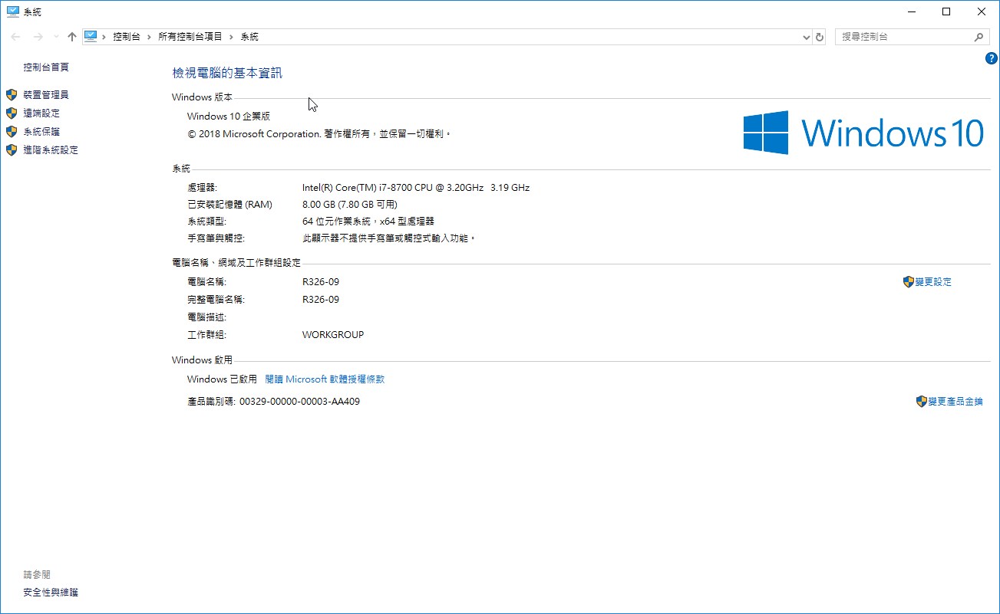 系統
控制台 › 所有控制台項目 › 系統
搜尋控制台
?
控制台首頁
裝置管理員
遠端設定
系統保護
進階系統設定
檢視電腦的基本資訊
Windows 版本
Windows 10 企業版
© 2018 Microsoft Corporation. 著作權所有，並保留一切權利。
Windows 10
系統
處理器: Intel(R) Core(TM) i7-8700 CPU @ 3.20GHz 3.19 GHz
已安裝記憶體 (RAM) 8.00 GB (7.80 GB 可用)
系統類型: 64 位元作業系統，x64 型處理器
手寫筆與觸控: 此顯示器不提供手寫筆或觸控式輸入功能。
電腦名稱、網域及工作群組設定
電腦名稱: R326-09 變更設定
完整電腦名稱: R326-09
電腦描述:
工作群組: WORKGROUP
Windows 啟用
Windows 已啟用 閱讀 Microsoft 軟體授權條款
產品識別碼: 00329-00000-00003-AA409 變更產品金鑰
請參閱
安全性與維護